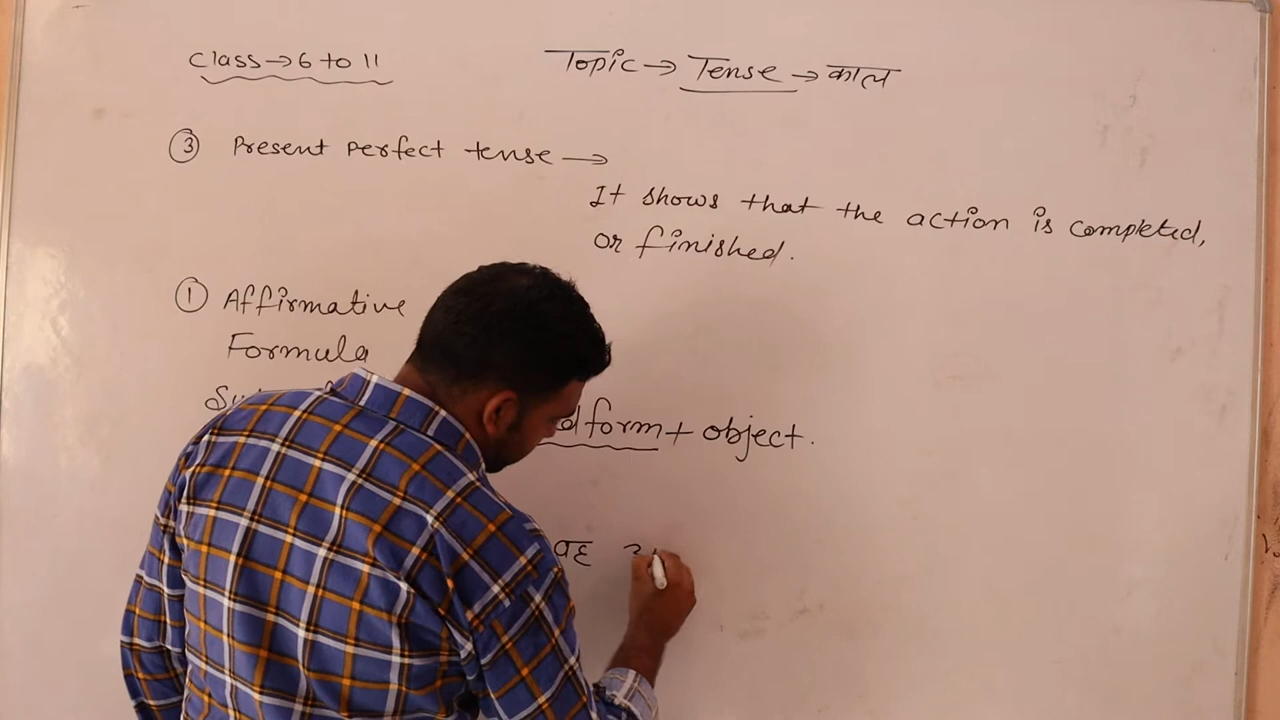 Class→6 to 11
Topic→ Tense → काल
③ Present Perfect tense →
It shows that the action is completed,
or finished.
① Affirmative
Formula
form + object.
वह